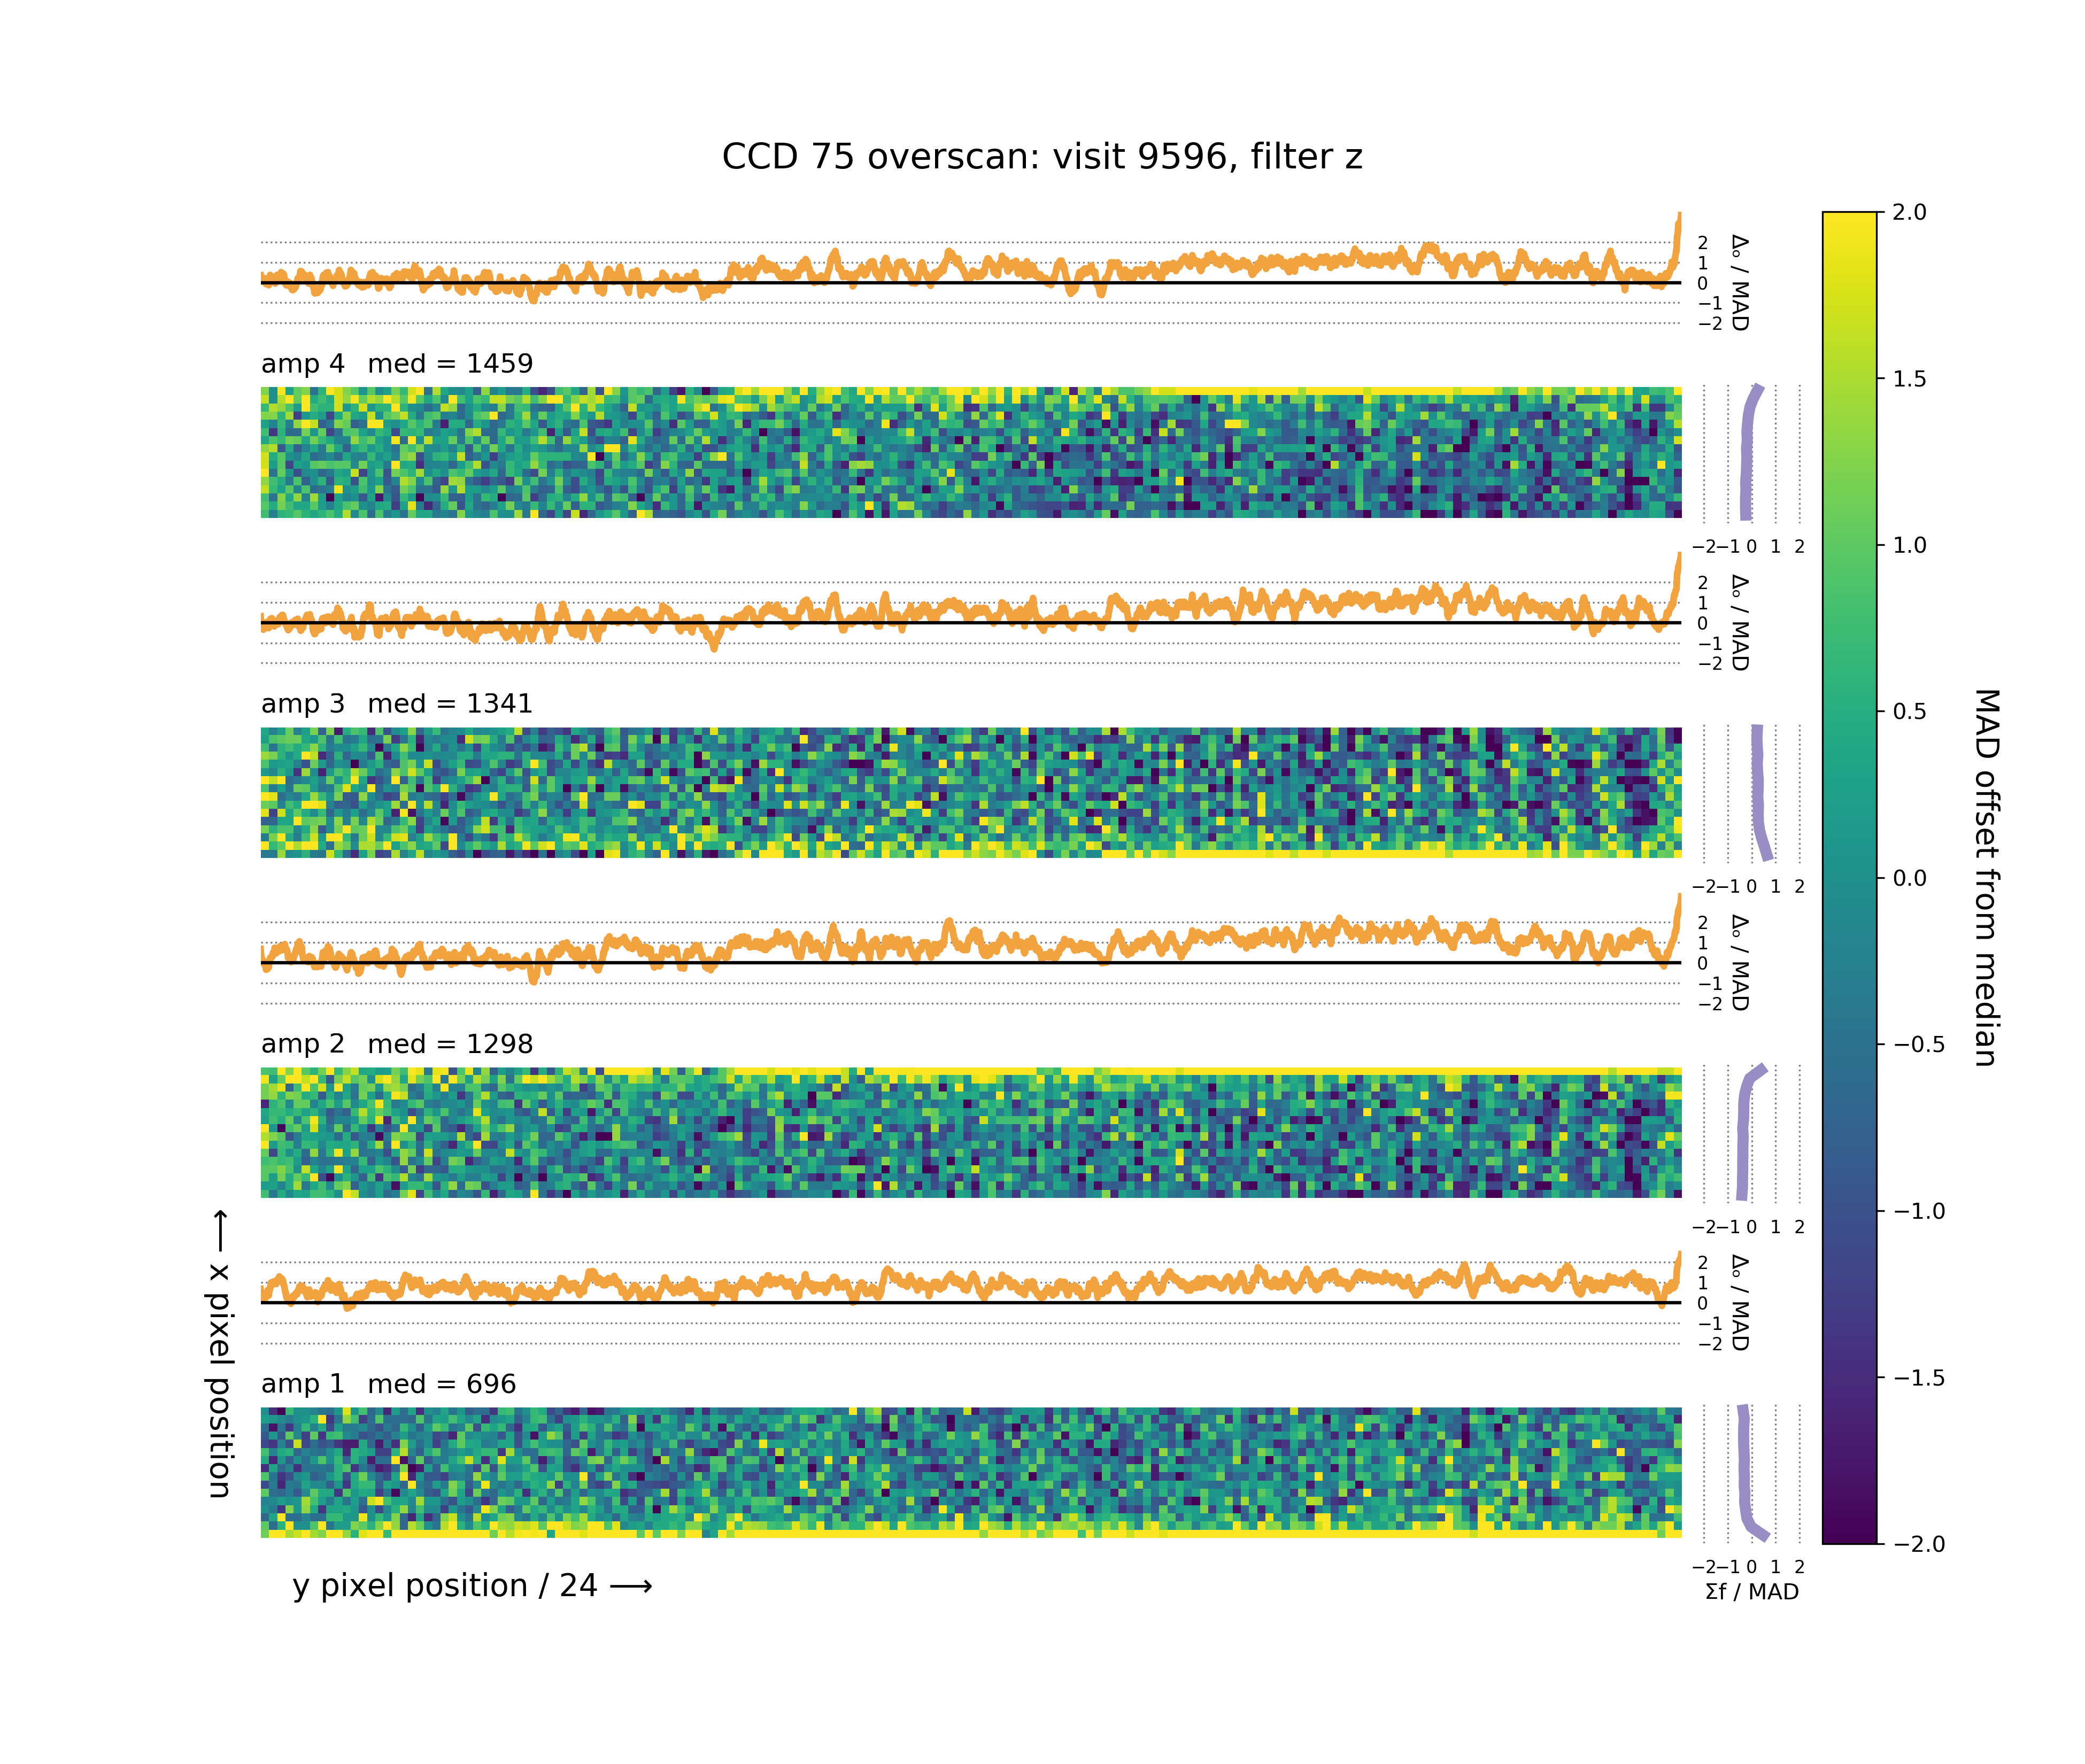 CCD 75 overscan: visit 9596, filter z
2
1
0
−1
−2
Δₒ / MAD
amp 4 med = 1459
−2 −1 0 1 2
2
1
0
−1
−2
Δₒ / MAD
amp 3 med = 1341
−2 −1 0 1 2
2
1
0
−1
−2
Δₒ / MAD
amp 2 med = 1298
−2 −1 0 1 2
2
1
0
−1
−2
Δₒ / MAD
amp 1 med = 696
−2 −1 0 1 2
Σf / MAD
⟵ x pixel position
y pixel position / 24 ⟶
2.0
1.5
1.0
0.5
0.0
−0.5
−1.0
−1.5
−2.0
MAD offset from median